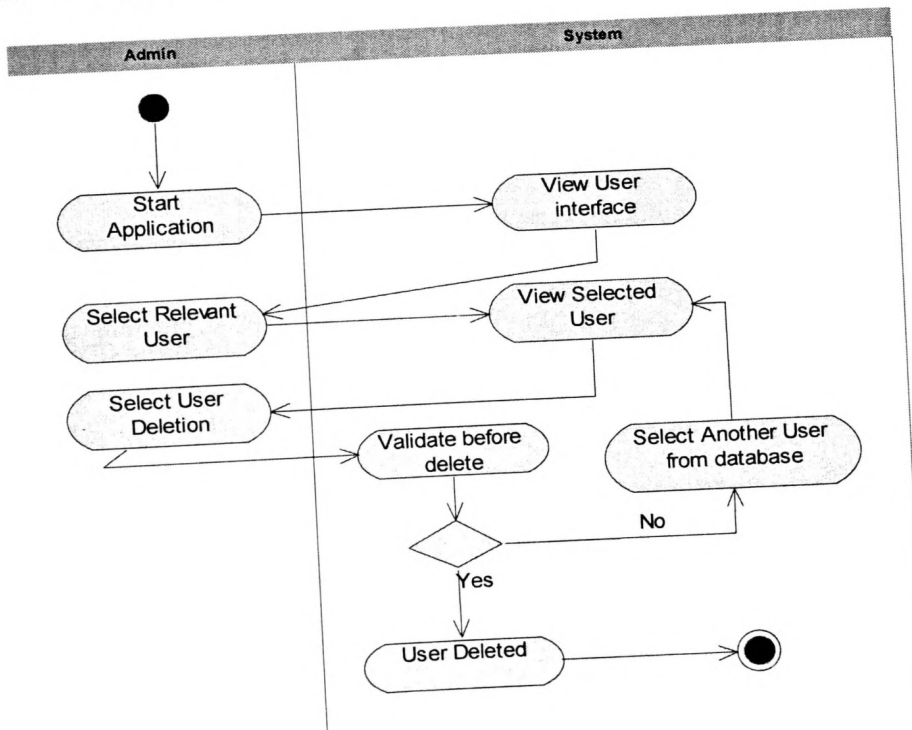 Admin
System
Start
Application
View User
interface
Select Relevant
User
View Selected
User
Select User
Deletion
Validate before
delete
Select Another User
from database
No
Yes
User Deleted